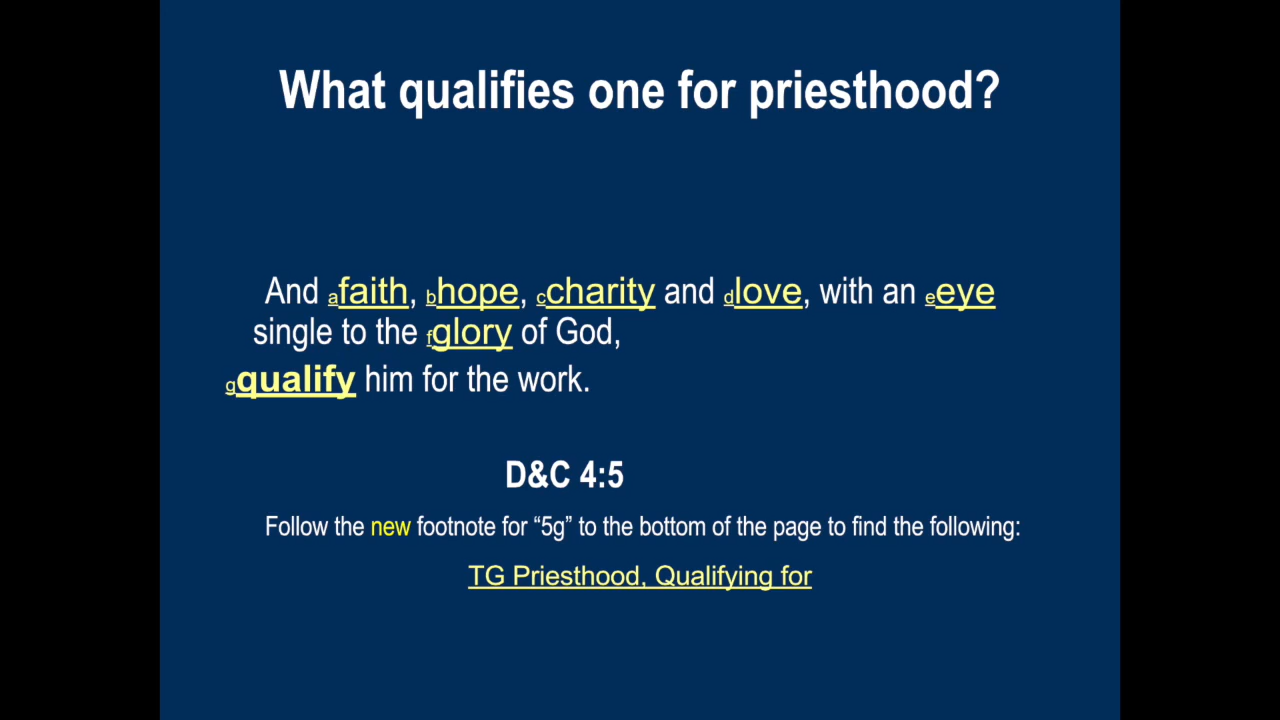 What qualifies one for priesthood?
And afaith, bhope, ccharity and dlove, with an eeye
single to the fglory of God,
gqualify him for the work.
D&C 4:5
Follow the new footnote for “5g” to the bottom of the page to find the following:
TG Priesthood, Qualifying for